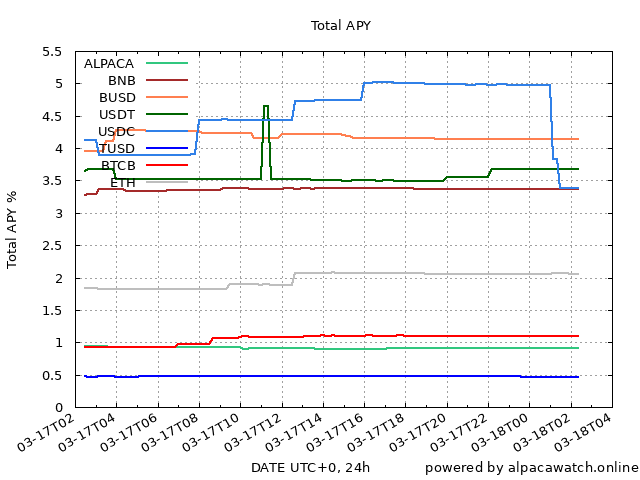 Total APY
5.5
5
4.5
4
3.5
3
2.5
2
1.5
1
0.5
0
Total APY %
ALPACA
BNB
BUSD
USDT
USDC
TUSD
BTCB
ETH
03-17T02
03-17T04
03-17T06
03-17T08
03-17T10
03-17T12
03-17T14
03-17T16
03-17T18
03-17T20
03-17T22
03-18T00
03-18T02
03-18T04
DATE UTC+0, 24h
powered by alpacawatch.online